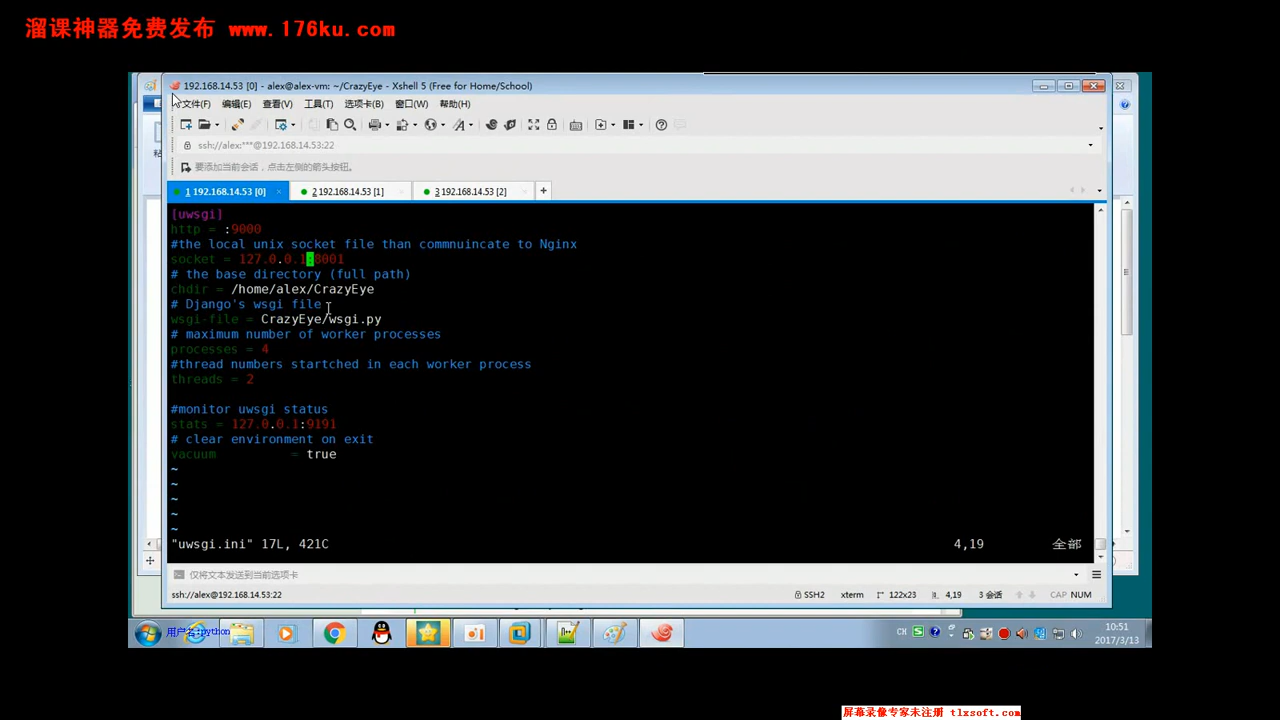 溜课神器免费发布 www.176ku.com
192.168.14.53 [0] - alex@alex-vm: ~/CrazyEye - Xshell 5 (Free for Home/School)
文件(F) 编辑(E) 查看(V) 工具(T) 选项卡(B) 窗口(W) 帮助(H)
ssh://alex:***@192.168.14.53:22
要添加当前会话，点击左侧的箭头按钮。
1 192.168.14.53 [0] × 2 192.168.14.53 [1] 3 192.168.14.53 [2] +
[uwsgi]
http = :9000
#the local unix socket file than commnuincate to Nginx
socket = 127.0.0.1:8001
# the base directory (full path)
chdir = /home/alex/CrazyEye
# Django's wsgi file
wsgi-file = CrazyEye/wsgi.py
# maximum number of worker processes
processes = 4
#thread numbers startched in each worker process
threads = 2
#monitor uwsgi status
stats = 127.0.0.1:9191
# clear environment on exit
vacuum = true
~
~
~
~
~
"uwsgi.ini" 17L, 421C 4,19 全部
仅将文本发送到当前选项卡
ssh://alex@192.168.14.53:22 SSH2 xterm 122x23 4,19 3 会话 CAP NUM
用户名:python CH 10:51
2017/3/13
屏幕录像专家未注册 tlxsoft.com